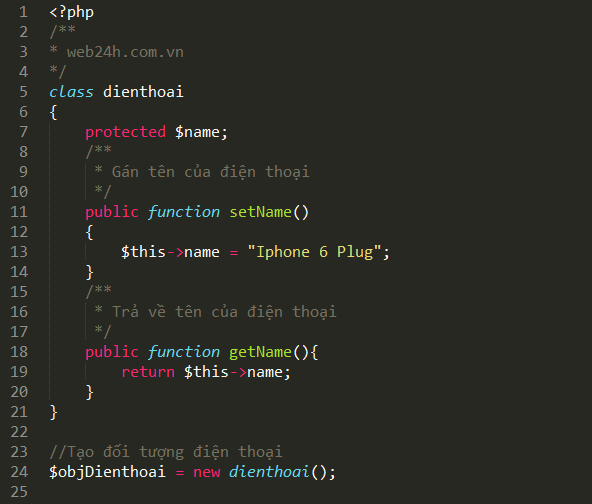 1 <?php
2 /**
3 * web24h.com.vn
4 */
5 class dienthoai
6 {
7     protected $name;
8     /**
9      * Gán tên của điện thoại
10      */
11     public function setName()
12     {
13         $this->name = "Iphone 6 Plug";
14     }
15     /**
16      * Trả về tên của điện thoại
17      */
18     public function getName(){
19         return $this->name;
20     }
21 }
22
23 //Tạo đối tượng điện thoại
24 $objDienthoai = new dienthoai();
25